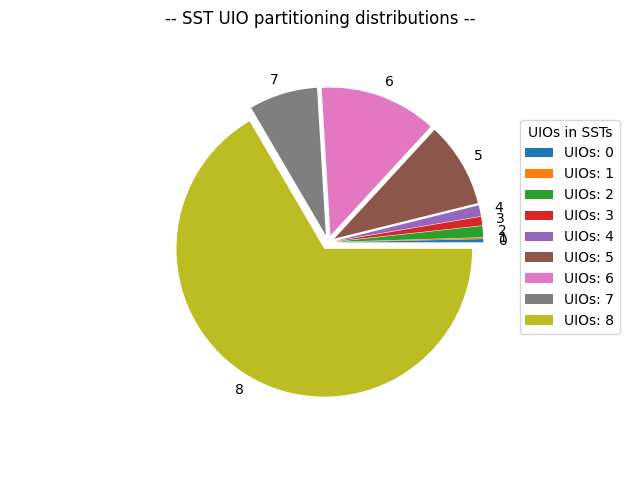 -- SST UIO partitioning distributions --
7
6
5
4
3
2
1
0
8
UIOs in SSTs
UIOs: 0
UIOs: 1
UIOs: 2
UIOs: 3
UIOs: 4
UIOs: 5
UIOs: 6
UIOs: 7
UIOs: 8